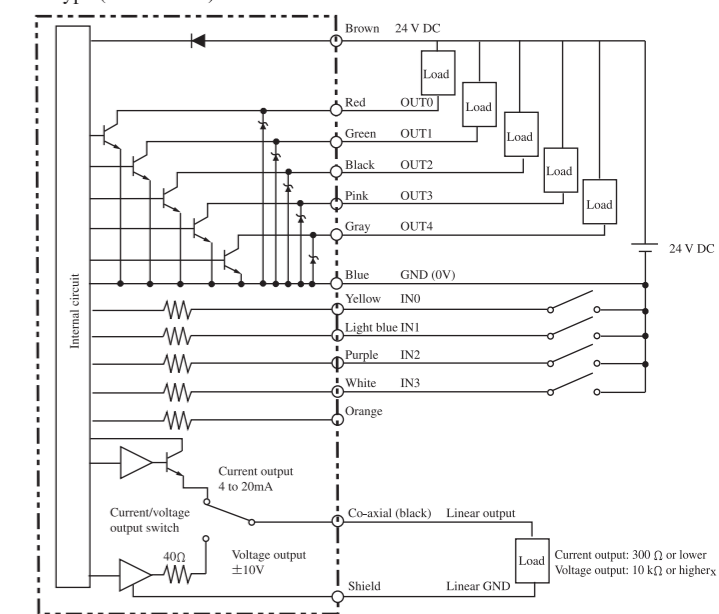 Brown 24 V DC
Load
Load
Load
Load
Load
Red OUT0
Green OUT1
Black OUT2
Pink OUT3
Gray OUT4
24 V DC
Blue GND (0V)
Internal circuit
Yellow IN0
Light blue IN1
Purple IN2
White IN3
Orange
Current output
4 to 20mA
Current/voltage
output switch
Co-axial (black) Linear output
40Ω
Voltage output
±10V
Load
Current output: 300 Ω or lower
Voltage output: 10 kΩ or higherx
Shield Linear GND